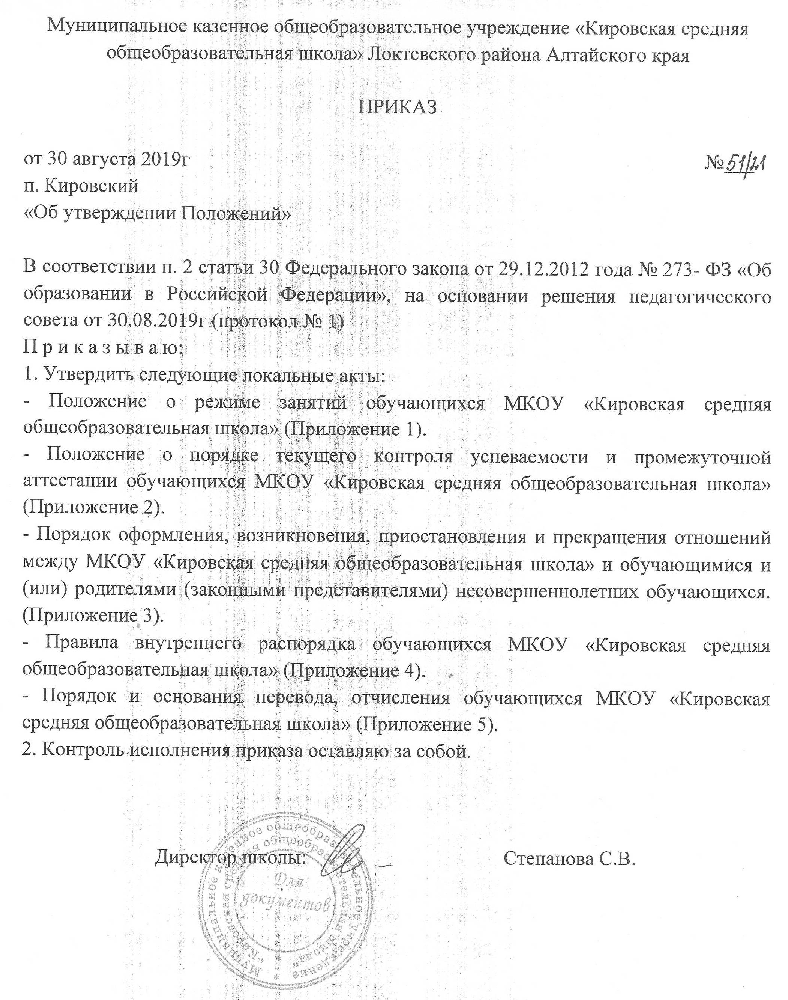 Муниципальное казенное общеобразовательное учреждение «Кировская средняя
общеобразовательная школа» Локтевского района Алтайского края
ПРИКАЗ
от 30 августа 2019г
№ 51/21
п. Кировский
«Об утверждении Положений»
В соответствии п. 2 статьи 30 Федерального закона от 29.12.2012 года № 273- ФЗ «Об
образовании в Российской Федерации», на основании решения педагогического
совета от 30.08.2019г (протокол № 1)
П р и к а з ы в а ю:
1. Утвердить следующие локальные акты:
- Положение о режиме занятий обучающихся МКОУ «Кировская средняя
общеобразовательная школа» (Приложение 1).
- Положение о порядке текущего контроля успеваемости и промежуточной
аттестации обучающихся МКОУ «Кировская средняя общеобразовательная школа»
(Приложение 2).
- Порядок оформления, возникновения, приостановления и прекращения отношений
между МКОУ «Кировская средняя общеобразовательная школа» и обучающимися и
(или) родителями (законными представителями) несовершеннолетних обучающихся.
(Приложение 3).
- Правила внутреннего распорядка обучающихся МКОУ «Кировская средняя
общеобразовательная школа» (Приложение 4).
- Порядок и основания перевода, отчисления обучающихся МКОУ «Кировская
средняя общеобразовательная школа» (Приложение 5).
2. Контроль исполнения приказа оставляю за собой.
Директор школы:
Степанова С.В.
Муниципальное казенное общеобразовательное учреждение
"Кировская средняя общеобразовательная школа"
Для
документов